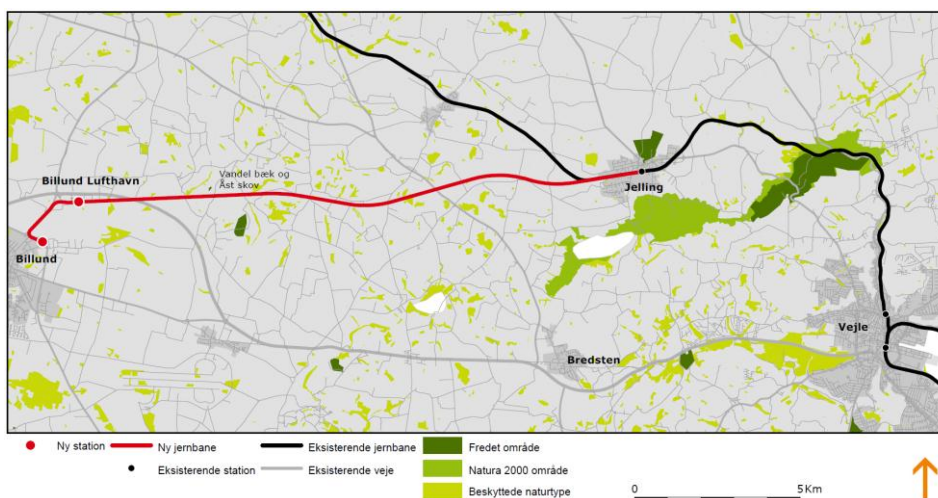 Vandel bæk og
Åst skov
Billund Lufthavn
Jelling
Billund
Vejle
Bredsten
Ny station
Ny jernbane
Eksisterende jernbane
Fredet område
Eksisterende station
Eksisterende veje
Natura 2000 område
Beskyttede naturtype
0
5 Km